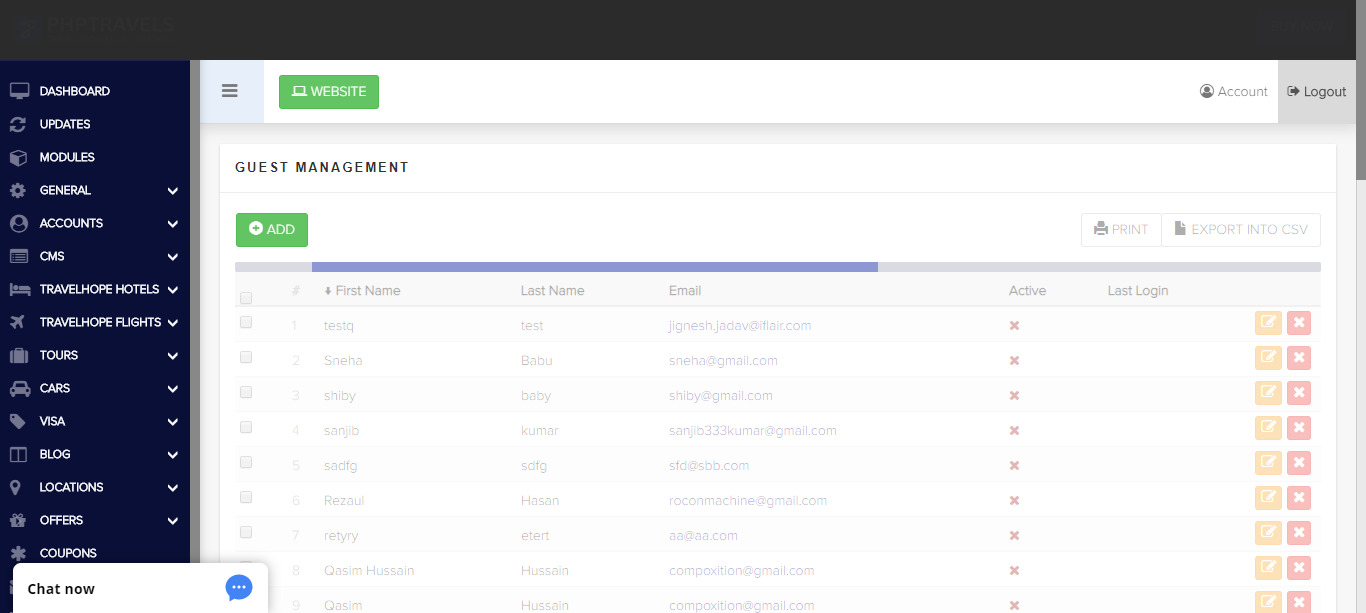 PHPTRAVELS
WEBSITE
Account
Logout
DASHBOARD
UPDATES
MODULES
GENERAL
ACCOUNTS
CMS
TRAVELHOPE HOTELS
TRAVELHOPE FLIGHTS
TOURS
CARS
VISA
BLOG
LOCATIONS
OFFERS
COUPONS
Chat now
GUEST MANAGEMENT
ADD
PRINT
EXPORT INTO CSV
# First Name Last Name Email Active Last Login
1 testq test jignesh.jadav@iflair.com
2 Sneha Babu sneha@gmail.com
3 shiby baby shiby@gmail.com
4 sanjib kumar sanjib333kumar@gmail.com
5 sadfg sdfg sfd@sbb.com
6 Rezaul Hasan roconmachine@gmail.com
7 retyry etert aa@aa.com
8 Qasim Hussain Hussain compoxition@gmail.com
9 Qasim Hussain compoxition@gmail.com